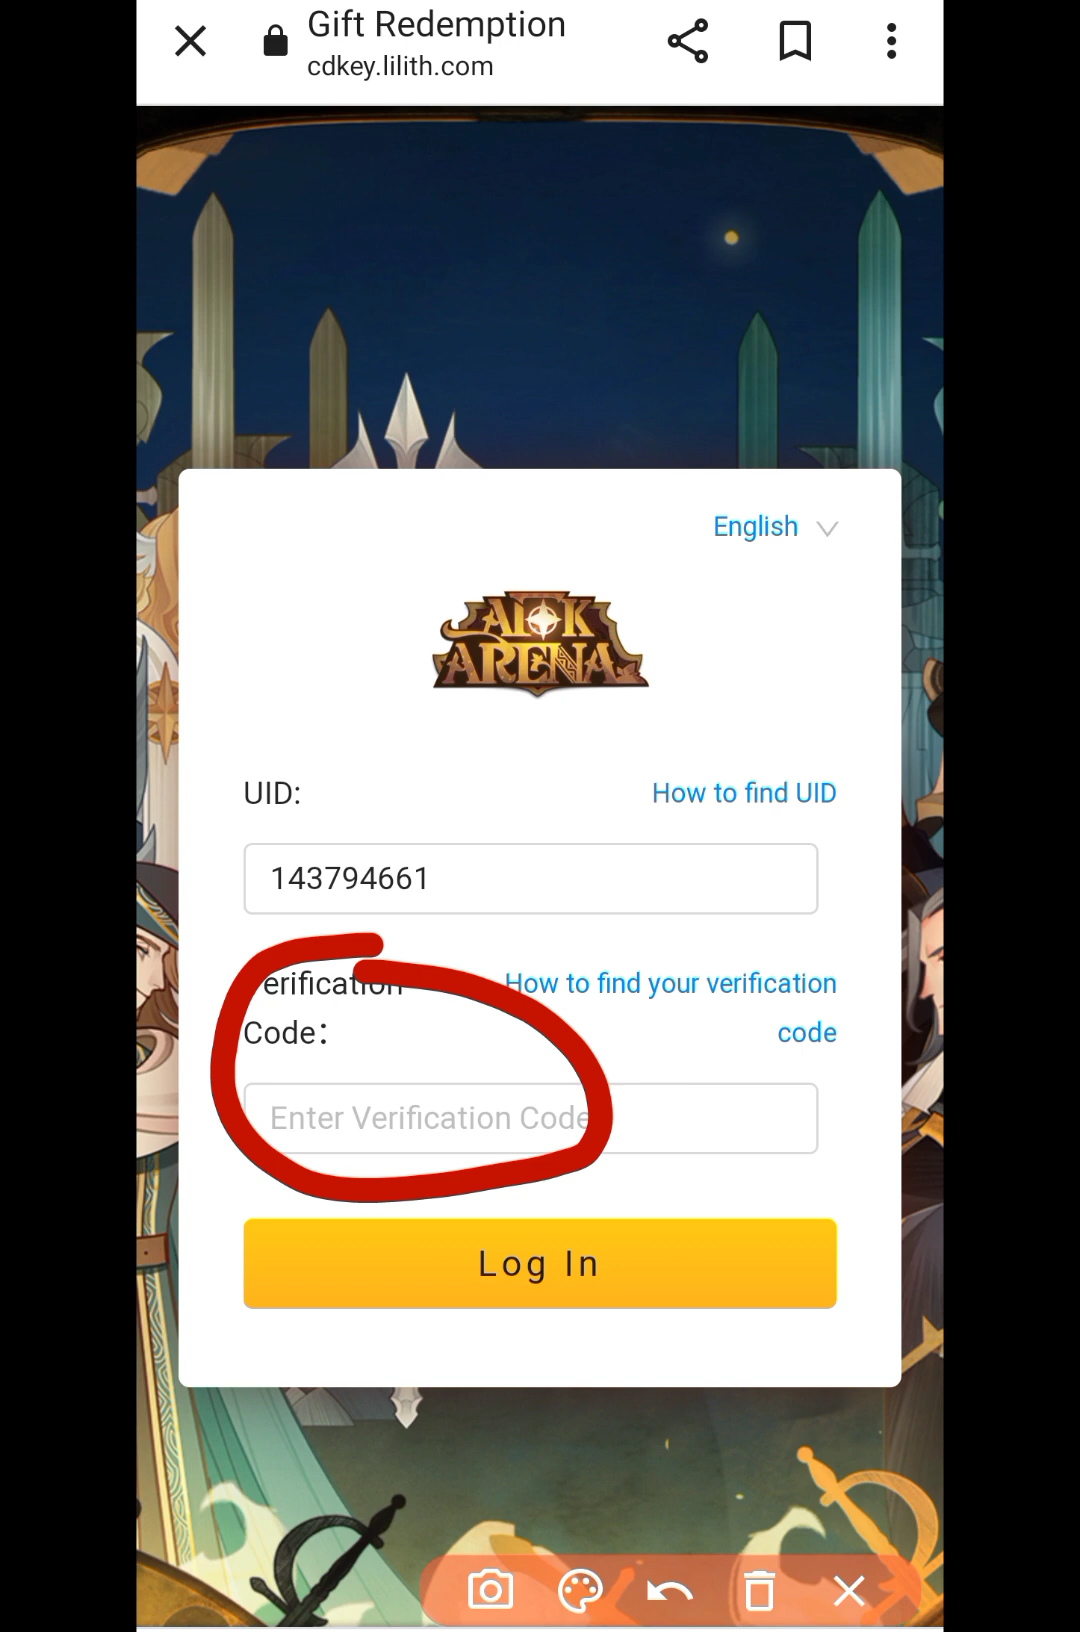 Gift Redemption
cdkey.lilith.com
English
AFK
ARENA
UID:
How to find UID
143794661
erification
How to find your verification
Code:
code
Enter Verification Code
Log In